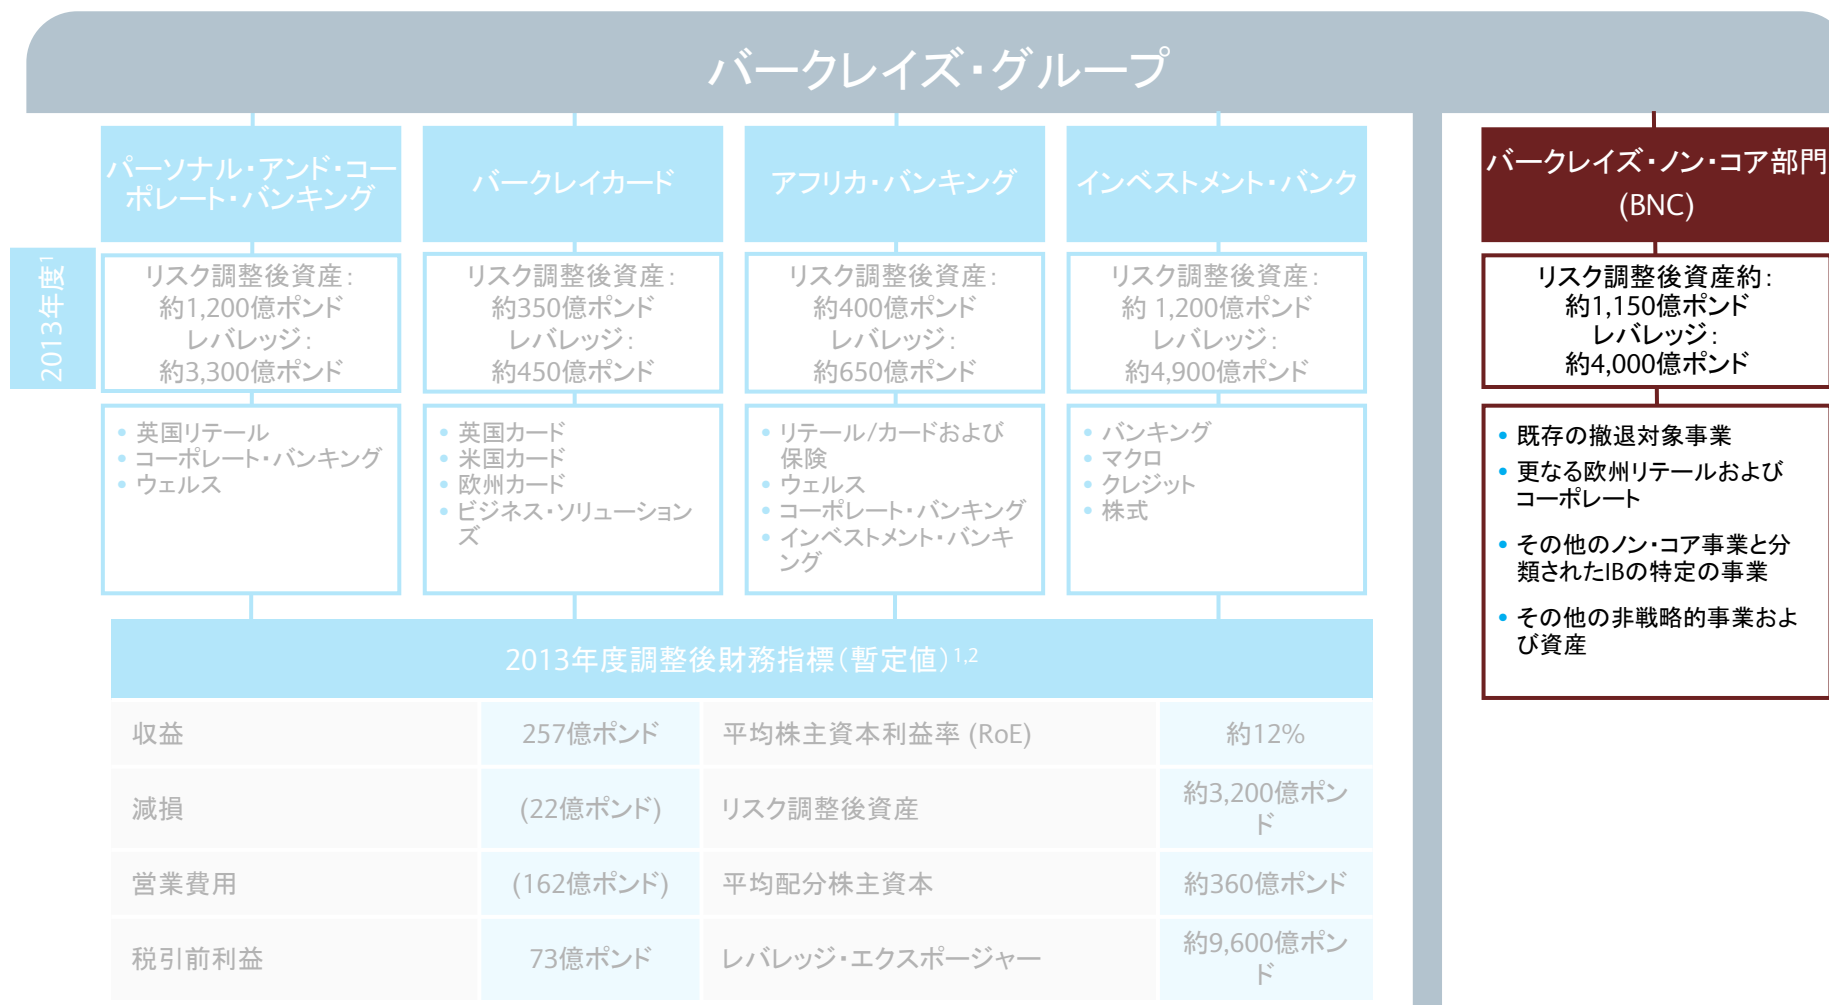 バークレイズ・グループ
パーソナル・アンド・コー
ポレート・バンキング
バークレイカード
アフリカ・バンキング
インベストメント・バンク
バークレイズ・ノン・コア部門
(BNC)
2013年度1
リスク調整後資産:
約1,200億ポンド
レバレッジ:
約3,300億ポンド
リスク調整後資産:
約350億ポンド
レバレッジ:
約450億ポンド
リスク調整後資産:
約400億ポンド
レバレッジ:
約650億ポンド
リスク調整後資産:
約 1,200億ポンド
レバレッジ:
約4,900億ポンド
リスク調整後資産約:
約1,150億ポンド
レバレッジ:
約4,000億ポンド
• 英国リテール
• コーポレート・バンキング
• ウェルス
• 英国カード
• 米国カード
• 欧州カード
• ビジネス・ソリューション
ズ
• リテール/カードおよび
保険
• ウェルス
• コーポレート・バンキング
• インベストメント・バンキ
ング
• バンキング
• マクロ
• クレジット
• 株式
• 既存の撤退対象事業
• 更なる欧州リテールおよび
コーポレート
• その他のノン・コア事業と分
類されたIBの特定の事業
• その他の非戦略的事業およ
び資産
2013年度調整後財務指標(暫定値)1,2
収益 257億ポンド 平均株主資本利益率 (RoE) 約12%
減損 (22億ポンド) リスク調整後資産 約3,200億ポン
ド
営業費用 (162億ポンド) 平均配分株主資本 約360億ポンド
税引前利益 73億ポンド レバレッジ・エクスポージャー 約9,600億ポン
ド